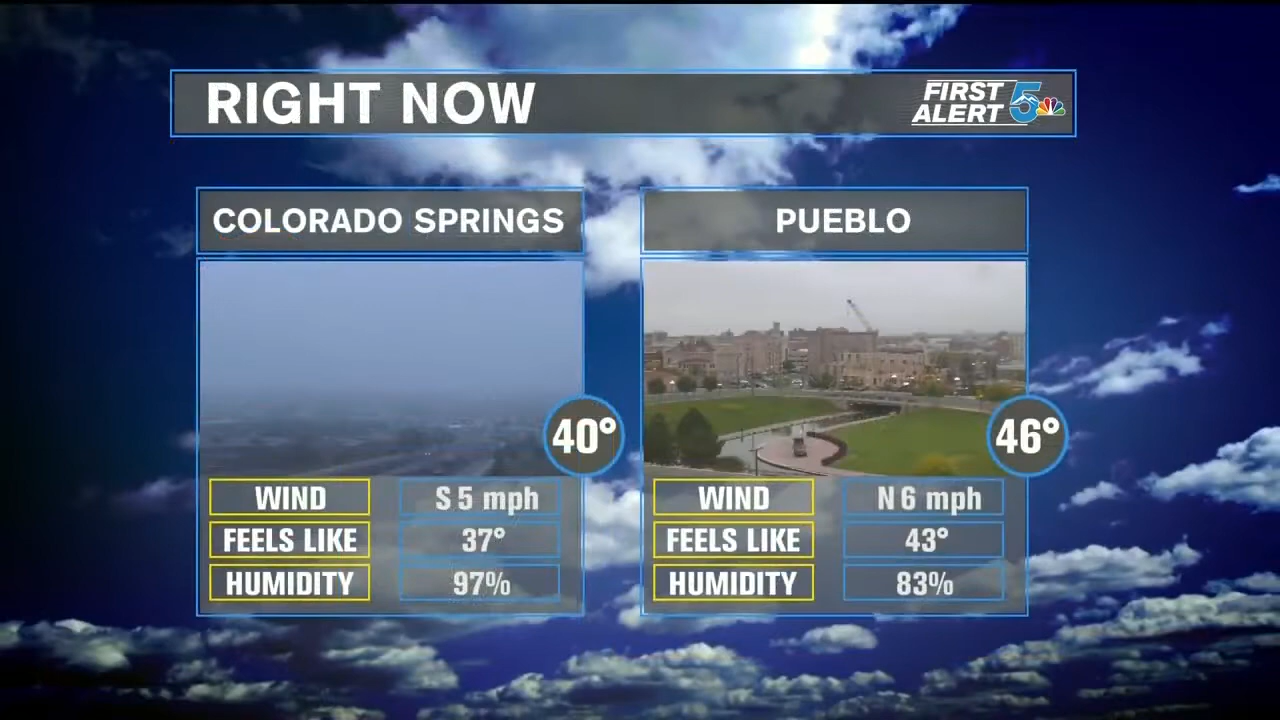 RIGHT NOW
FIRST
ALERT 5
COLORADO SPRINGS
40°
WIND S 5 mph
FEELS LIKE 37°
HUMIDITY 97%
PUEBLO
46°
WIND N 6 mph
FEELS LIKE 43°
HUMIDITY 83%